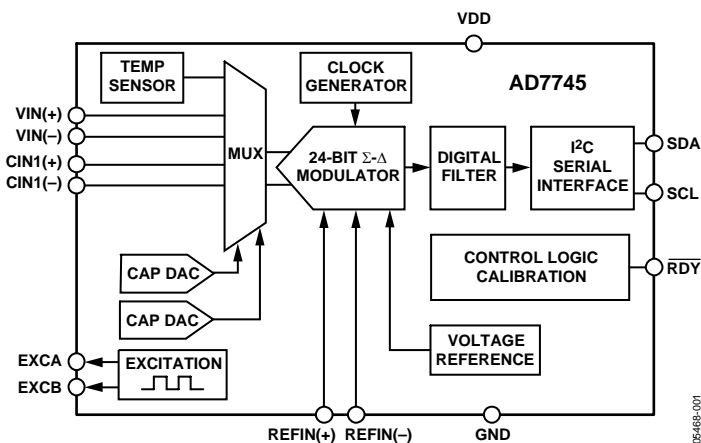 VDD
TEMP
SENSOR
CLOCK
GENERATOR
AD7745
VIN(+)
VIN(–)
CIN1(+)
CIN1(–)
MUX
24-BIT Σ-Δ
MODULATOR
DIGITAL
FILTER
I²C
SERIAL
INTERFACE
SDA
SCL
CAP DAC
CAP DAC
CONTROL LOGIC
CALIBRATION
RDY
EXCA
EXCB
EXCITATION
VOLTAGE
REFERENCE
REFIN(+)
REFIN(–)
GND
05468-001